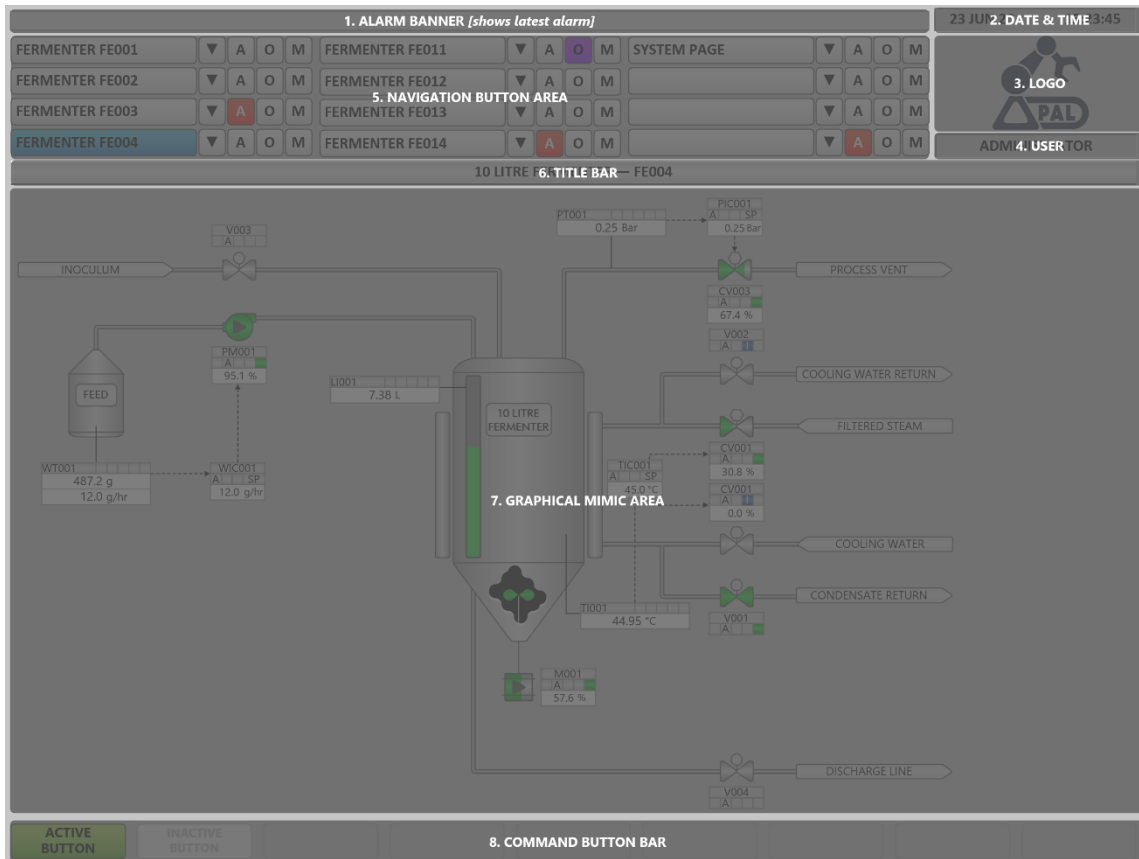 1. ALARM BANNER [shows latest alarm]
2. DATE & TIME
23 JUN
3:45
FERMENTER FE001 ▼ A O M FERMENTER FE011 ▼ A O M SYSTEM PAGE ▼ A O M
FERMENTER FE002 ▼ A O M FERMENTER FE012 ▼ A O M ▼ A O M
3. LOGO
5. NAVIGATION BUTTON AREA
FERMENTER FE003 ▼ A O M FERMENTER FE013 ▼ A O M ▼ A O M
PAL
FERMENTER FE004 ▼ A O M FERMENTER FE014 ▼ A O M ▼ A O M
4. USER
6. TITLE BAR
10 LITRE — FE004
PIC001
A SP
0.25 Bar
PT001
0.25 Bar
V003
A
INOCULUM
PROCESS VENT
CV003
A
67.4 %
V002
A I
PM001
A
95.1 %
COOLING WATER RETURN
LI001
7.38 L
FEED
10 LITRE
FERMENTER
FILTERED STEAM
CV001
A
30.8 %
TIC001
A SP
45.0 °C
WT001
487.2 g
12.0 g/hr
WIC001
A SP
12.0 g/hr
CV001
A I
0.0 %
7. GRAPHICAL MIMIC AREA
COOLING WATER
CONDENSATE RETURN
TI001
44.95 °C
V001
A
M001
A
57.6 %
DISCHARGE LINE
V004
A
ACTIVE
BUTTON
INACTIVE
BUTTON
8. COMMAND BUTTON BAR